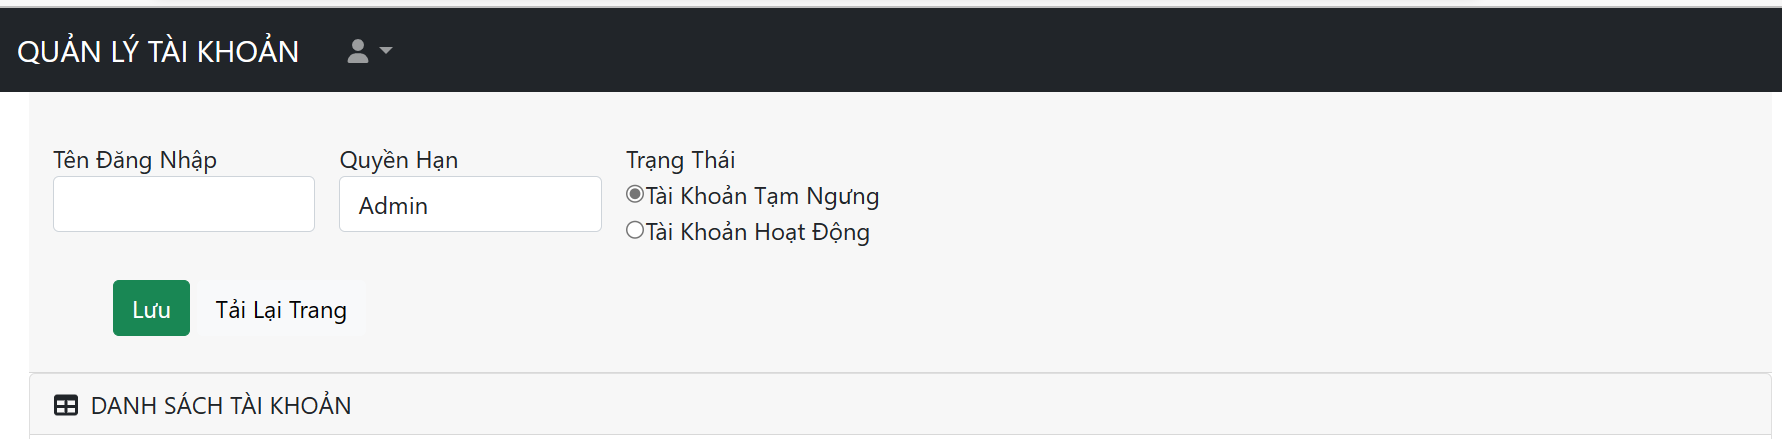 QUẢN LÝ TÀI KHOẢN
Tên Đăng Nhập
Quyền Hạn
Admin
Trạng Thái
Tài Khoản Tạm Ngưng
Tài Khoản Hoạt Động
Lưu
Tải Lại Trang
DANH SÁCH TÀI KHOẢN